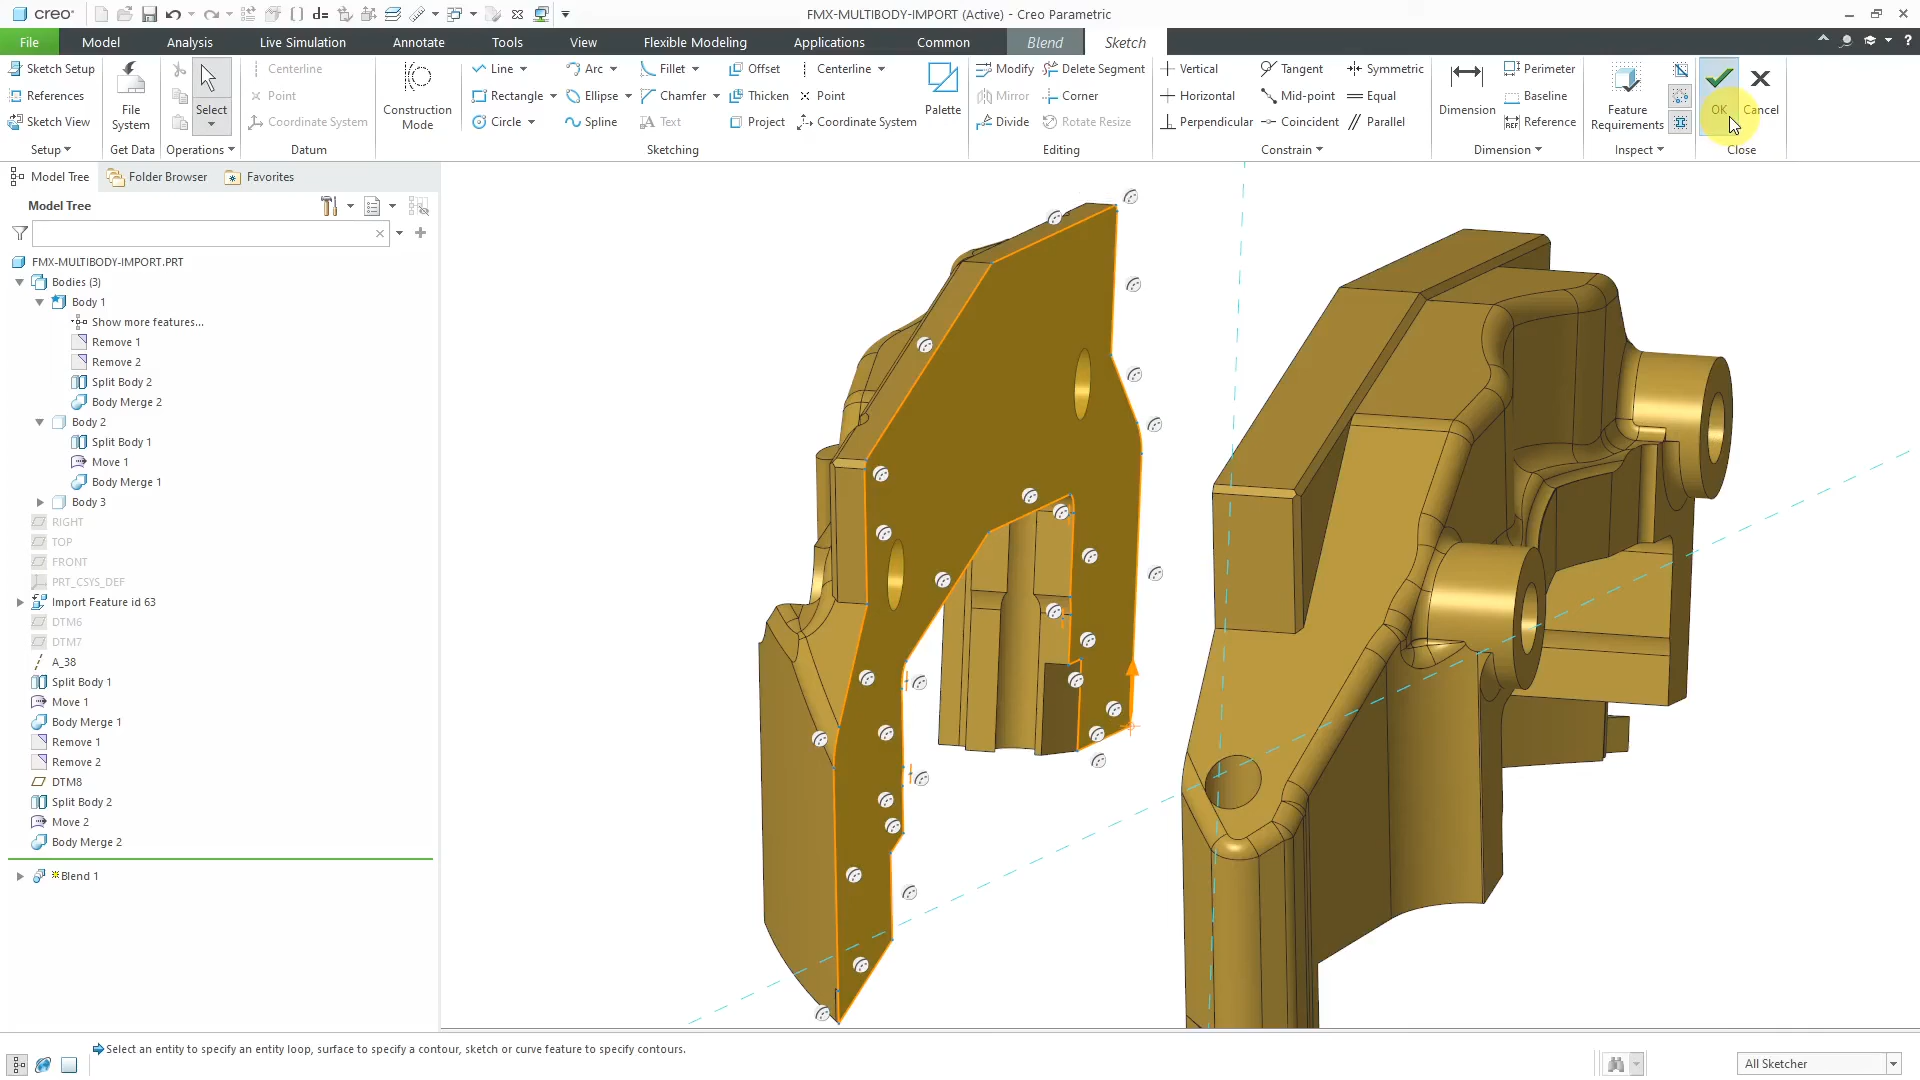 creo
FMX-MULTIBODY-IMPORT (Active) - Creo Parametric
File Model Analysis Live Simulation Annotate Tools View Flexible Modeling Applications Common Blend Sketch
Sketch Setup
References
Sketch View
Setup
File System
Get Data
Select
Operations
Centerline
Point
Coordinate System
Datum
Construction Mode
Line Arc Fillet Offset Centerline
Rectangle Ellipse Chamfer Thicken Point
Circle Spline Text Project Coordinate System
Palette
Sketching
Modify Delete Segment
Mirror Corner
Divide Rotate Resize
Editing
Vertical Tangent Symmetric
Horizontal Mid-point Equal
Perpendicular Coincident Parallel
Constrain
Dimension
Perimeter
Baseline
REF Reference
Dimension
Feature Requirements
Inspect
OK Cancel
Close
Model Tree Folder Browser Favorites
Model Tree
FMX-MULTIBODY-IMPORT.PRT
Bodies (3)
Body 1
Show more features...
Remove 1
Remove 2
Split Body 2
Body Merge 2
Body 2
Split Body 1
Move 1
Body Merge 1
Body 3
RIGHT
TOP
FRONT
PRT_CSYS_DEF
Import Feature id 63
DTM6
DTM7
A_38
Split Body 1
Move 1
Body Merge 1
Remove 1
Remove 2
DTM8
Split Body 2
Move 2
Body Merge 2
Blend 1
Select an entity to specify an entity loop, surface to specify a contour, sketch or curve feature to specify contours.
All Sketcher